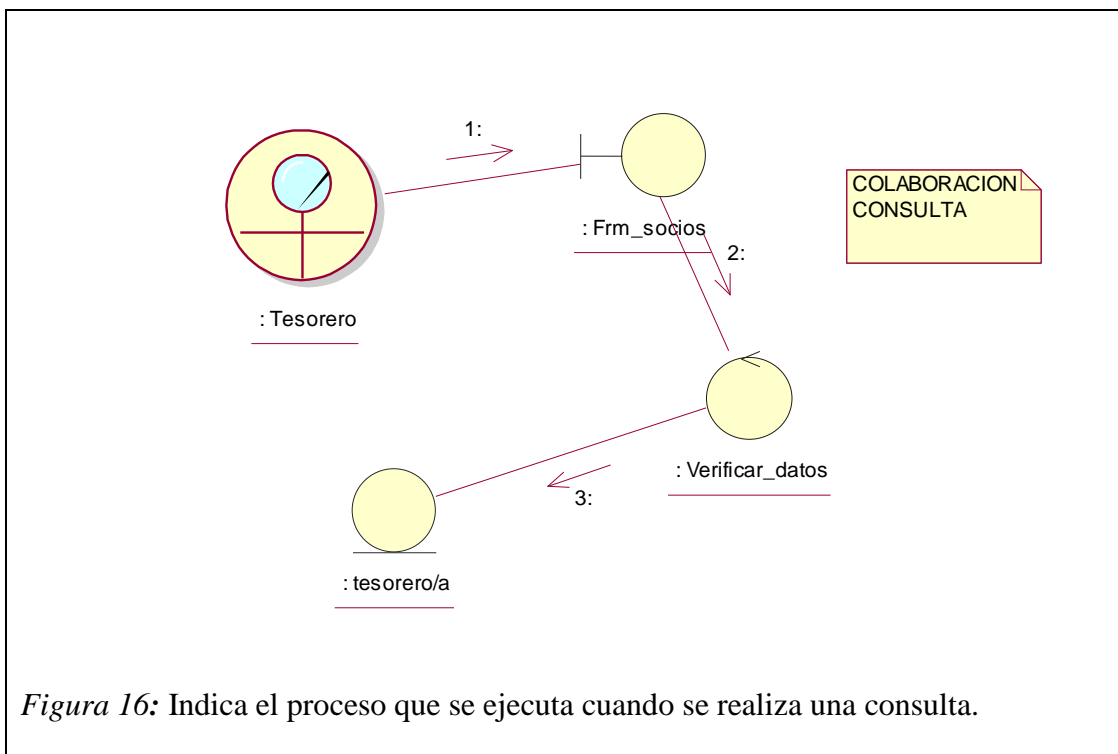 1:
COLABORACION
CONSULTA
: Frm_socios
2:
: Tesorero
: Verificar_datos
3:
: tesorero/a
Figura 16: Indica el proceso que se ejecuta cuando se realiza una consulta.